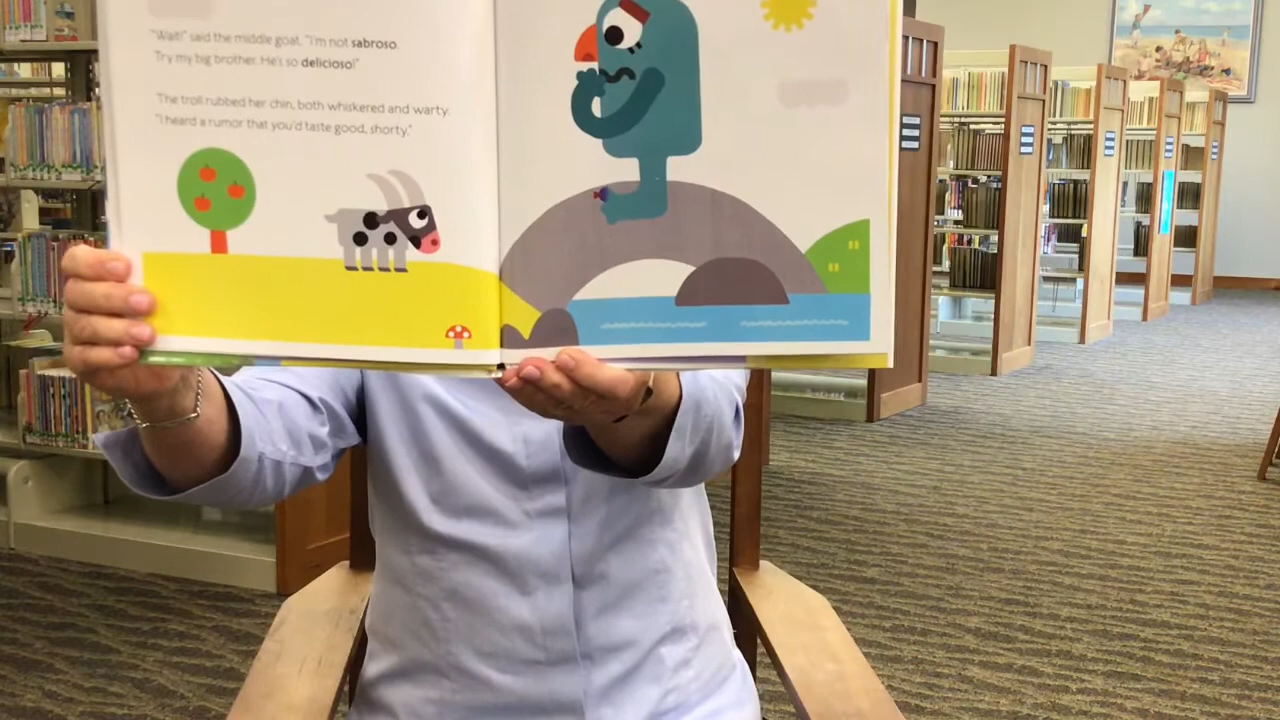 "Wait!" said the middle goat. "I'm not sabroso.
Try my big brother. He's so delicioso!"
The troll rubbed her chin, both whiskered and warty.
"I heard a rumor that you'd taste good, shorty."